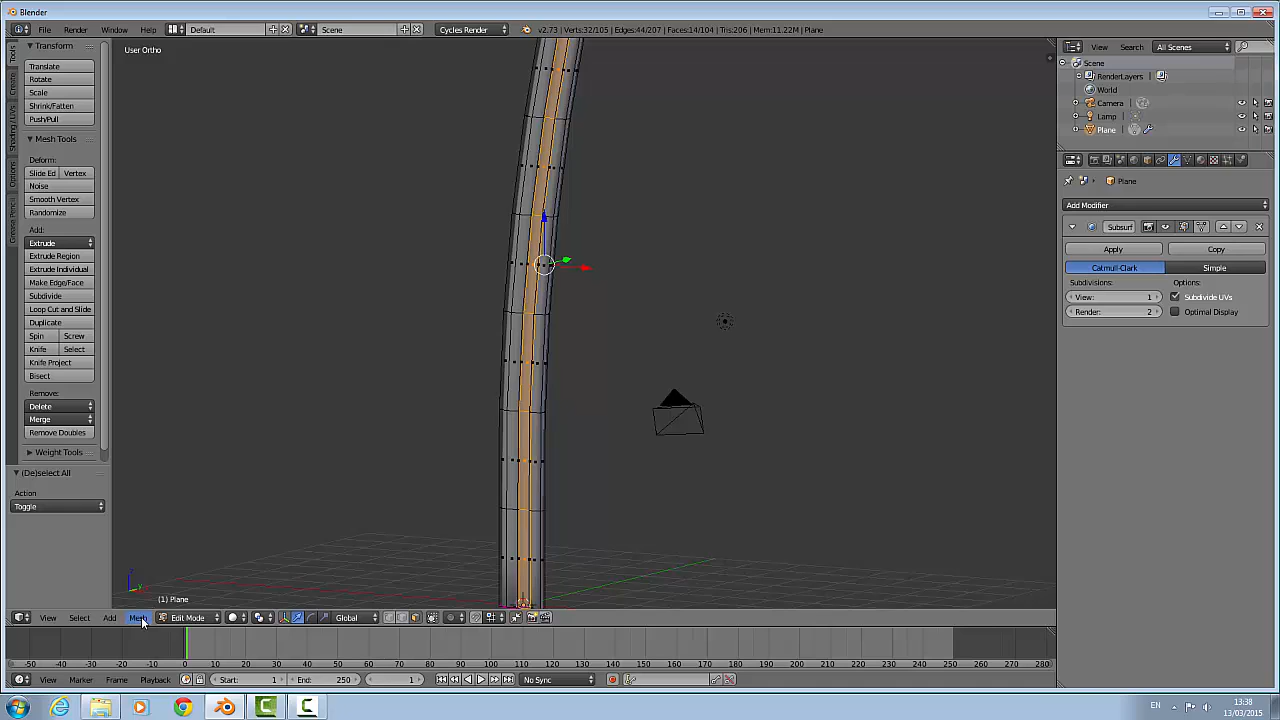 Blender
File Render Window Help Default Scene Cycles Render v2.73 | Verts:32/105 | Edges:44/207 | Faces:14/104 | Tris:206 | Mem:11.22M | Plane
Transform
Translate
Rotate
Scale
Shrink/Fatten
Push/Pull
Mesh Tools
Deform:
Slide Ed Vertex
Noise
Smooth Vertex
Randomize
Add:
Extrude
Extrude Region
Extrude Individual
Make Edge/Face
Subdivide
Loop Cut and Slide
Duplicate
Spin Screw
Knife Select
Knife Project
Bisect
Remove:
Delete
Merge
Remove Doubles
Weight Tools
(De)select All
Action
Toggle
Tools
Create
Shading / UVs
Options
Grease Pencil
User Ortho
(1) Plane
View Search All Scenes
Scene
RenderLayers
World
Camera
Lamp
Plane
Plane
Add Modifier
Subsurf
Apply Copy
Catmull-Clark Simple
Subdivisions: Options:
View: 1 Subdivide UVs
Render: 2 Optimal Display
View Select Add Mesh Edit Mode Global
-50 -40 -30 -20 -10 0 10 20 30 40 50 60 70 80 90 100 110 120 130 140 150 160 170 180 190 200 210 220 230 240 250 260 270 280
View Marker Frame Playback Start: 1 End: 250 1 No Sync
EN 13:38
13/03/2015